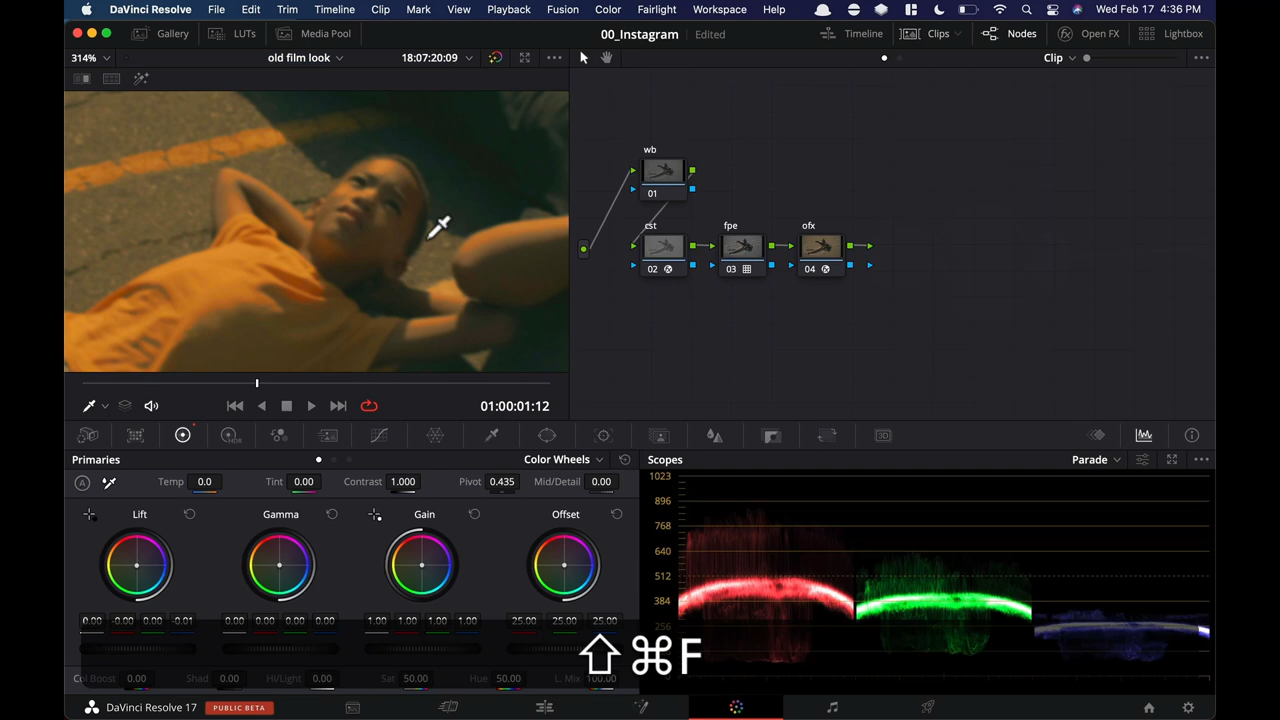 DaVinci Resolve File Edit Trim Timeline Clip Mark View Playback Fusion Color Fairlight Workspace Help Wed Feb 17 4:36 PM
Gallery LUTs Media Pool 00_Instagram Edited Timeline Clips Nodes Open FX Lightbox
314% old film look 18:07:20:09 Clip
wb
01
cst fpe ofx
02 03 04
01:00:01:12
3D
Primaries Color Wheels Scopes Parade
A Temp 0.0 Tint 0.00 Contrast 1.000 Pivot 0.435 Mid/Detail 0.00
Lift Gamma Gain Offset
0.00 -0.00 0.00 -0.01 0.00 0.00 0.00 0.00 1.00 1.00 1.00 1.00 25.00 25.00 25.00
Col Boost 0.00 Shad 0.00 Hi/Light 0.00 Sat 50.00 Hue 50.00 L. Mix 100.00
1023
896
768
640
512
384
256
⇧⌘F
DaVinci Resolve 17 PUBLIC BETA